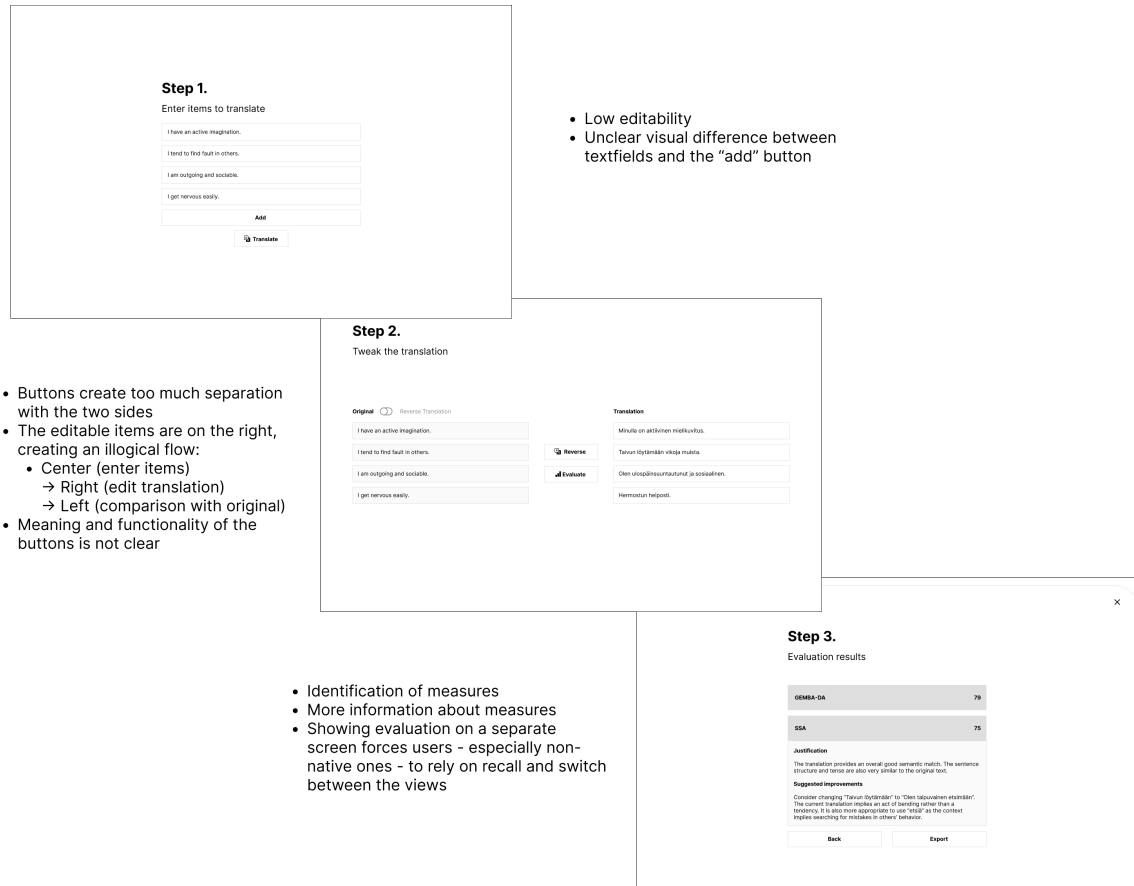 Step 1.
Enter items to translate
I have an active imagination.
I tend to find fault in others.
I am outgoing and sociable.
I get nervous easily.
Add
Translate
• Low editability
• Unclear visual difference between
textfields and the “add” button
Step 2.
Tweak the translation
Original
Reverse Translation
Translation
I have an active imagination.
Minulla on aktiivinen mielikuvitus.
I tend to find fault in others.
Reverse
Taivun löytämään vikoja muista.
I am outgoing and sociable.
Evaluate
Olen ulospäinsuuntautunut ja sosiaalinen.
I get nervous easily.
Hermostun helposti.
• Buttons create too much separation
with the two sides
• The editable items are on the right,
creating an illogical flow:
• Center (enter items)
→ Right (edit translation)
→ Left (comparison with original)
• Meaning and functionality of the
buttons is not clear
Step 3.
Evaluation results
GEMBA-DA 79
SSA 75
Justification
The translation provides an overall good semantic match. The sentence
structure and tense are also very similar to the original text.
Suggested improvements
Consider changing "Taivun löytämään" to "Olen taipuvainen etsimään".
The current translation implies an act of bending rather than a
tendency. It is also more appropriate to use "etsiä" as the context
implies searching for mistakes in others' behavior.
Back
Export
• Identification of measures
• More information about measures
• Showing evaluation on a separate
screen forces users - especially non-
native ones - to rely on recall and switch
between the views